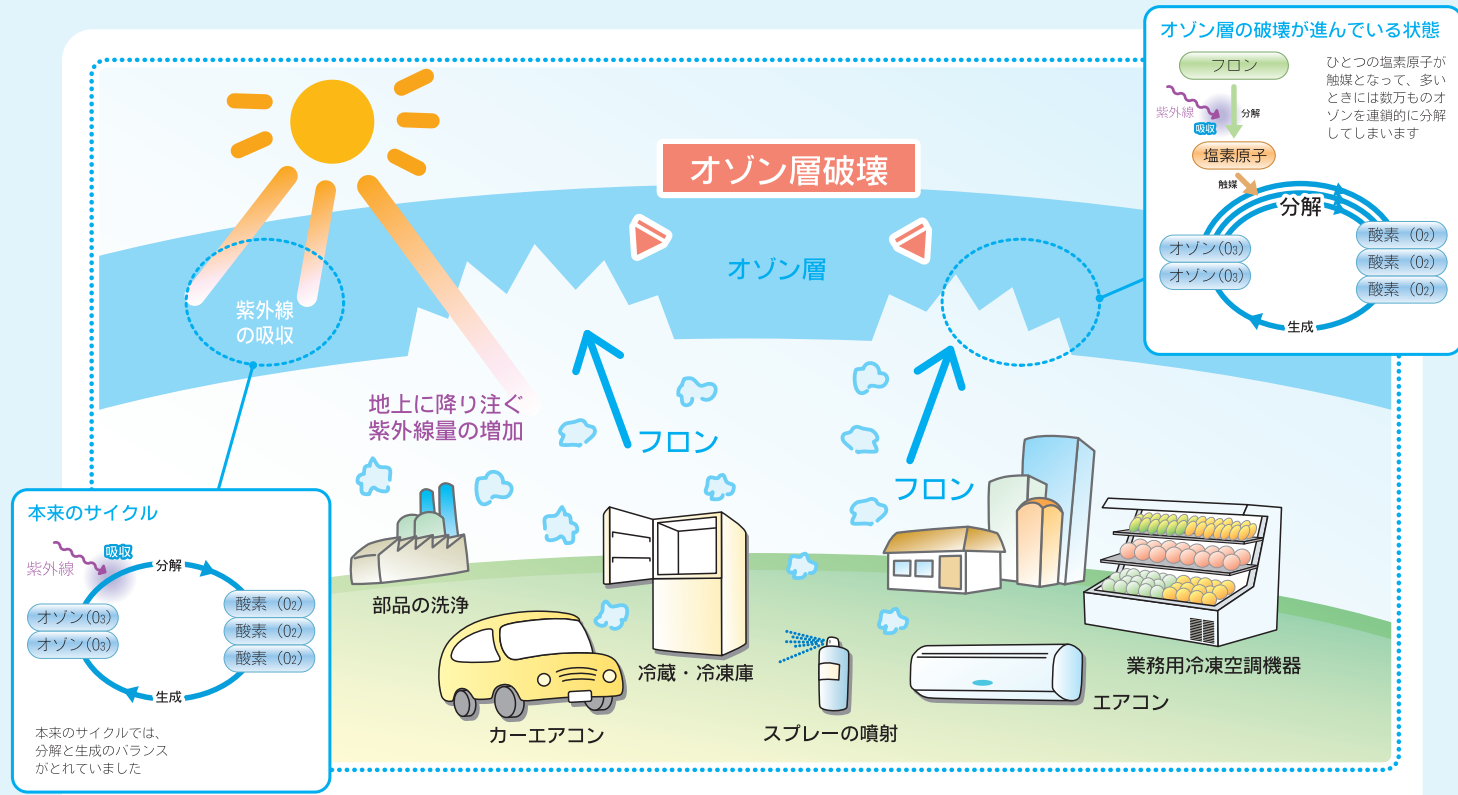 オゾン層の破壊が進んでいる状態
フロン
ひとつの塩素原子が
触媒となって、多い
ときには数万ものオ
ゾンを連鎖的に分解
してしまいます
紫外線
吸収
分解
塩素原子
触媒
分解
オゾン(O₃)
オゾン(O₃)
酸素（O₂）
酸素（O₂）
酸素（O₂）
生成
オゾン層破壊
オゾン層
紫外線
の吸収
地上に降り注ぐ
紫外線量の増加
フロン
フロン
本来のサイクル
紫外線
吸収
分解
オゾン(O₃)
オゾン(O₃)
酸素（O₂）
酸素（O₂）
酸素（O₂）
生成
本来のサイクルでは、
分解と生成のバランス
がとれていました
部品の洗浄
カーエアコン
冷蔵・冷凍庫
スプレーの噴射
エアコン
業務用冷凍空調機器